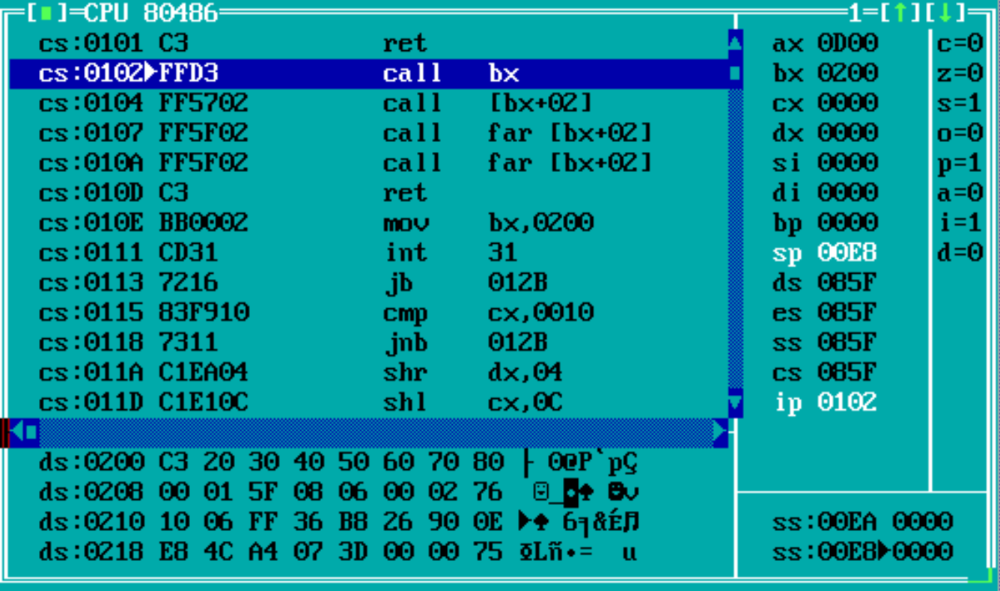 [■]=CPU 80486 1=[↑][↓]
cs:0101 C3 ret ax 0D00 c=0
cs:0102►FFD3 call bx bx 0200 z=0
cs:0104 FF5702 call [bx+02] cx 0000 s=1
cs:0107 FF5F02 call far [bx+02] dx 0000 o=0
cs:010A FF5F02 call far [bx+02] si 0000 p=1
cs:010D C3 ret di 0000 a=0
cs:010E BB0002 mov bx,0200 bp 0000 i=1
cs:0111 CD31 int 31 sp 00E8 d=0
cs:0113 7216 jb 012B ds 085F
cs:0115 83F910 cmp cx,0010 es 085F
cs:0118 7311 jnb 012B ss 085F
cs:011A C1EA04 shr dx,04 cs 085F
cs:011D C1E10C shl cx,0C ip 0102
ds:0200 C3 20 30 40 50 60 70 80 ├ 0@P`pÇ
ds:0208 00 01 5F 08 06 00 02 76 ☺_◘♠ ☻v
ds:0210 10 06 FF 36 B8 26 90 0E ►♠ 6╕&É♫ ss:00EA 0000
ds:0218 E8 4C A4 07 3D 00 00 75 ΦLñ•= u ss:00E8►0000